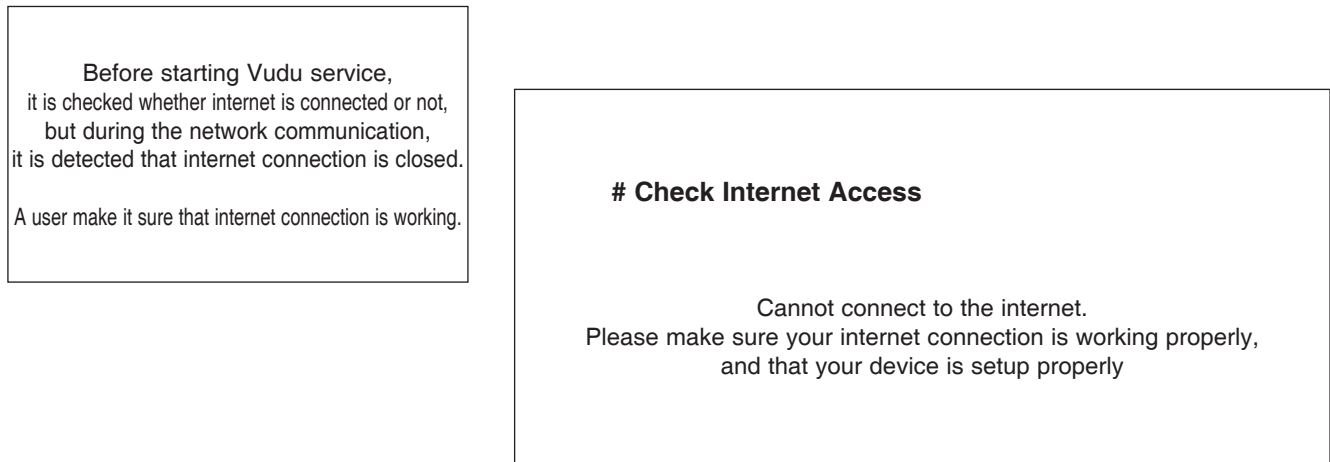 Before starting Vudu service,
it is checked whether internet is connected or not,
but during the network communication,
it is detected that internet connection is closed.
A user make it sure that internet connection is working.
# Check Internet Access
Cannot connect to the internet.
Please make sure your internet connection is working properly,
and that your device is setup properly